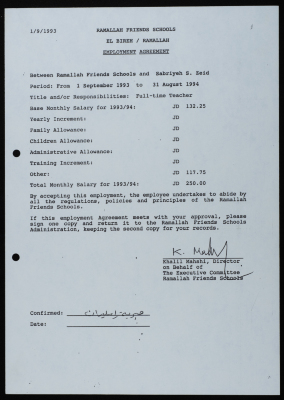 1/9/1993
RAMALLAH FRIENDS SCHOOLS
EL BIREH / RAMALLAH
EMPLOYMENT AGREEMENT
Between Ramallah Friends Schools and Sabriyeh S. Zeid
Period: From 1 September 1993 to 31 August 1994
Title and/or Responsibilities: Full-time Teacher
Base Monthly Salary for 1993/94: JD 132.25
Yearly Increment: JD
Family Allowance: JD
Children Allowance: JD
Administrative Allowance: JD
Training Increment: JD
Other: JD 117.75
Total Monthly Salary for 1993/94: JD 250.00
By accepting this employment, the employee undertakes to abide by
all the regulations, policies and principles of the Ramallah
Friends Schools.
If this employment Agreement meets with your approval, please
sign one copy and return it to the Ramallah Friends Schools
Administration, keeping the second copy for your records.
Khalil Mahshi, Director
on Behalf of
The Executive Committee
Ramallah Friends Schools
Confirmed:
Date: